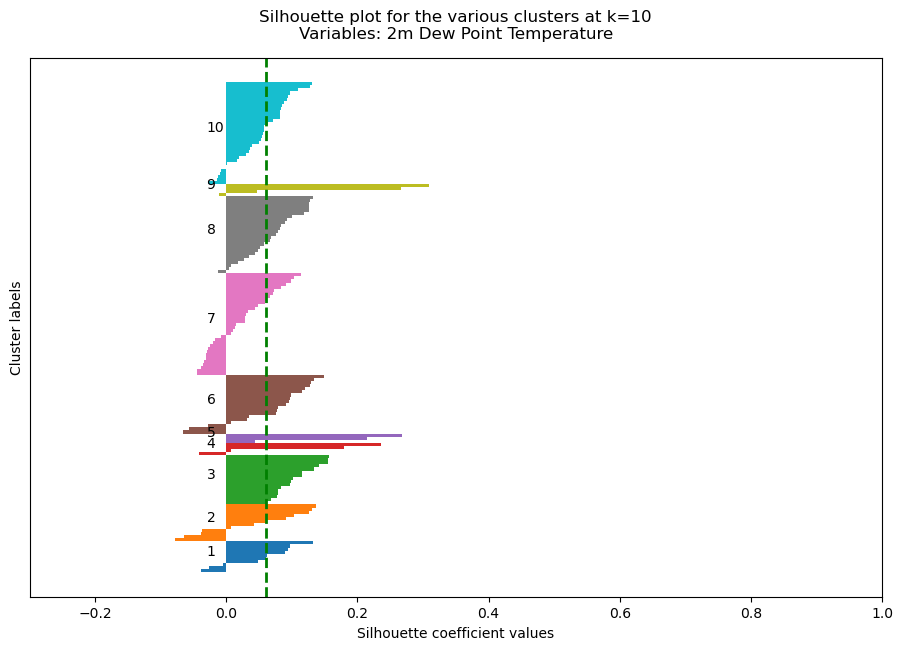 Silhouette plot for the various clusters at k=10
Variables: 2m Dew Point Temperature
Cluster labels
10
9
8
7
6
5
4
3
2
1
−0.2 0.0 0.2 0.4 0.6 0.8 1.0
Silhouette coefficient values